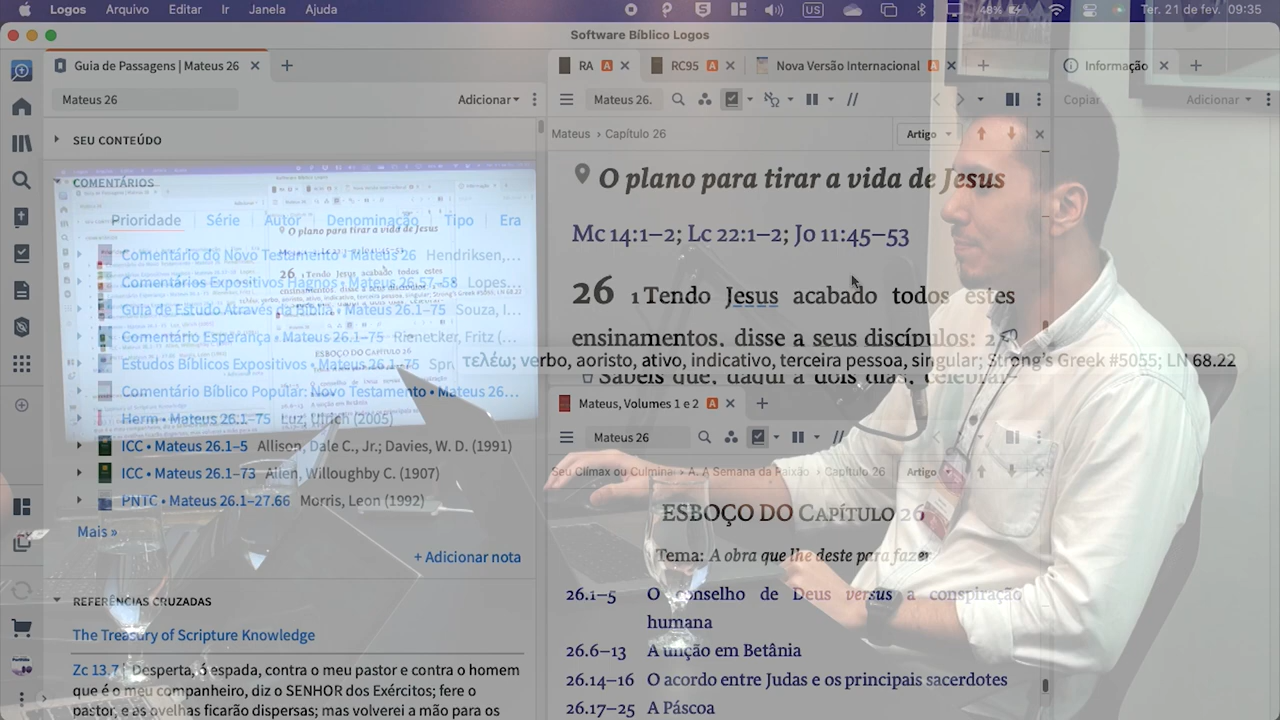 Logos Arquivo Editar Ir Janela Ajuda
US
48%
Ter. 21 de fev. 09:35
Software Bíblico Logos
Guia de Passagens | Mateus 26
Mateus 26
Adicionar
SEU CONTEÚDO
COMENTÁRIOS
Prioridade Série Autor Denominação Tipo Era
Comentário do Novo Testamento • Mateus 26 Hendriksen,...
Comentários Expositivos Hagnos • Mateus 26.57–58 Lopes...
Guia de Estudo Através da Bíblia • Mateus 26.1–75 Souza, I...
Comentário Esperança • Mateus 26.1–75 Rienecker, Fritz (...
Estudos Bíblicos Expositivos • Mateus 26.1–75 Spr
Comentário Bíblico Popular: Novo Testamento • Mateus 26...
Herm • Mateus 26.1–75 Luz, Ulrich (2005)
ICC • Mateus 26.1–5 Allison, Dale C., Jr.; Davies, W. D. (1991)
ICC • Mateus 26.1–73 Allen, Willoughby C. (1907)
PNTC • Mateus 26.1–27.66 Morris, Leon (1992)
Mais »
+ Adicionar nota
REFERÊNCIAS CRUZADAS
The Treasury of Scripture Knowledge
Zc 13.7 Desperta, ó espada, contra o meu pastor e contra o homem
que é o meu companheiro, diz o SENHOR dos Exércitos; fere o
pastor, e as ovelhas ficarão dispersas; mas volverei a mão para os
RA A RC95 A Nova Versão Internacional A
Mateus 26.
Mateus › Capítulo 26
Artigo
O plano para tirar a vida de Jesus
Mc 14:1–2; Lc 22:1–2; Jo 11:45–53
26 1 Tendo Jesus acabado todos estes
ensinamentos, disse a seus discípulos: 2
τελέω; verbo, aoristo, ativo, indicativo, terceira pessoa, singular; Strong's Greek #5055; LN 68.22
Sabeis que, daqui a dois dias, celebrar-
Mateus, Volumes 1 e 2 A
Mateus 26
Seu Clímax ou Culmina › A. A Semana da Paixão › Capítulo 26
Artigo
ESBOÇO DO CAPÍTULO 26
Tema: A obra que lhe deste para fazer
26.1–5 O conselho de Deus versus a conspiração
humana
26.6–13 A unção em Betânia
26.14–16 O acordo entre Judas e os principais sacerdotes
26.17–25 A Páscoa
Informação
Copiar
Adicionar